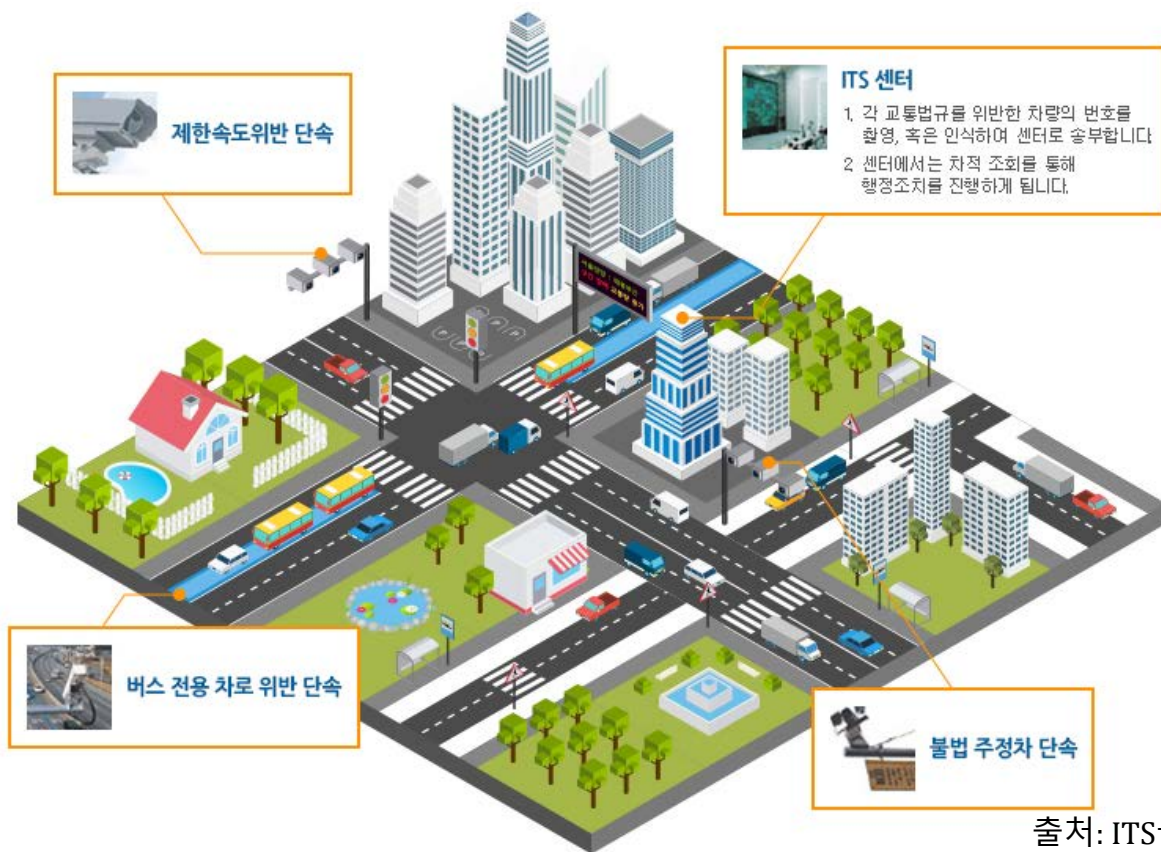 제한속도위반 단속
ITS 센터
1. 각 교통법규를 위반한 차량의 번호를
촬영, 혹은 인식하여 센터로 송부합니다
2. 센터에서는 차적 조회를 통해
행정조치를 진행하게 됩니다.
버스 전용 차로 위반 단속
불법 주정차 단속
출처: ITS